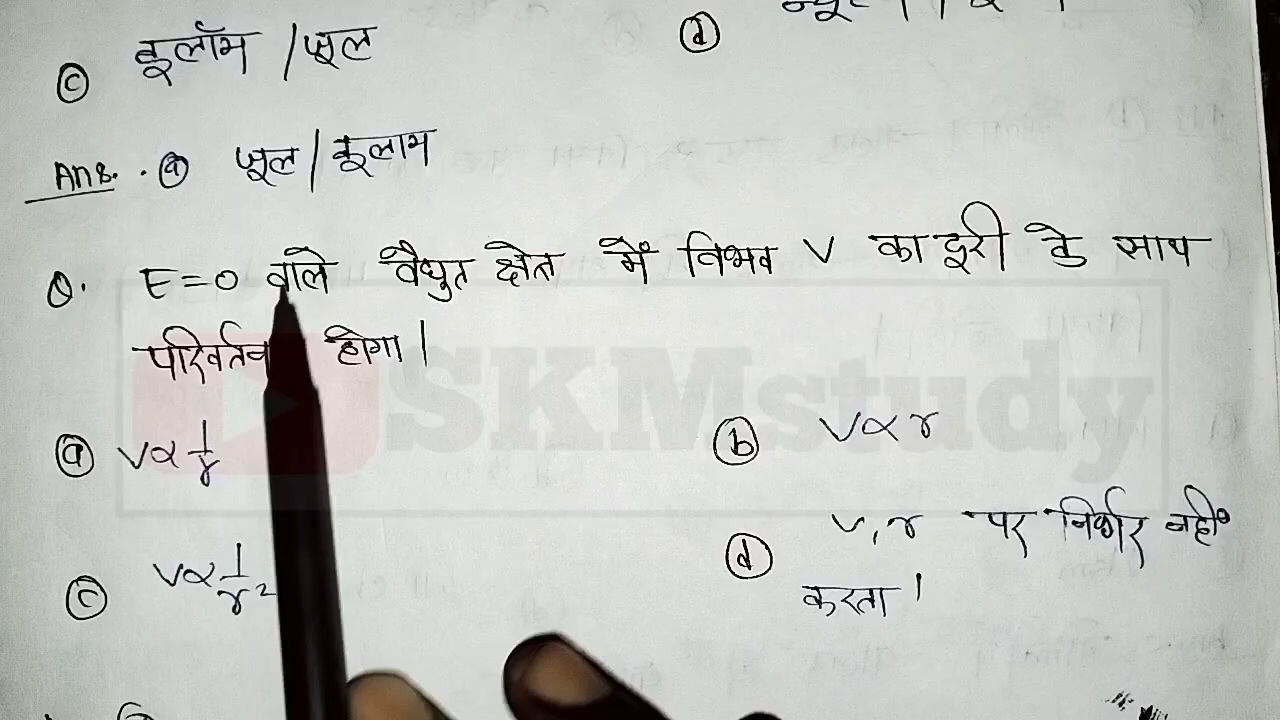 ⓒ कूलॉम / जूल ⓓ
Ans. . ⓐ जूल / कूलाम
Q. E=0 वाले वैधुत क्षेत्र में विभव V का दूरी के साथ
परिवर्तन होगा।
SKMstudy
ⓐ V∝1/r ⓑ V∝r
ⓒ V∝1/r² ⓓ V, r पर निर्भर नहीं
करता।